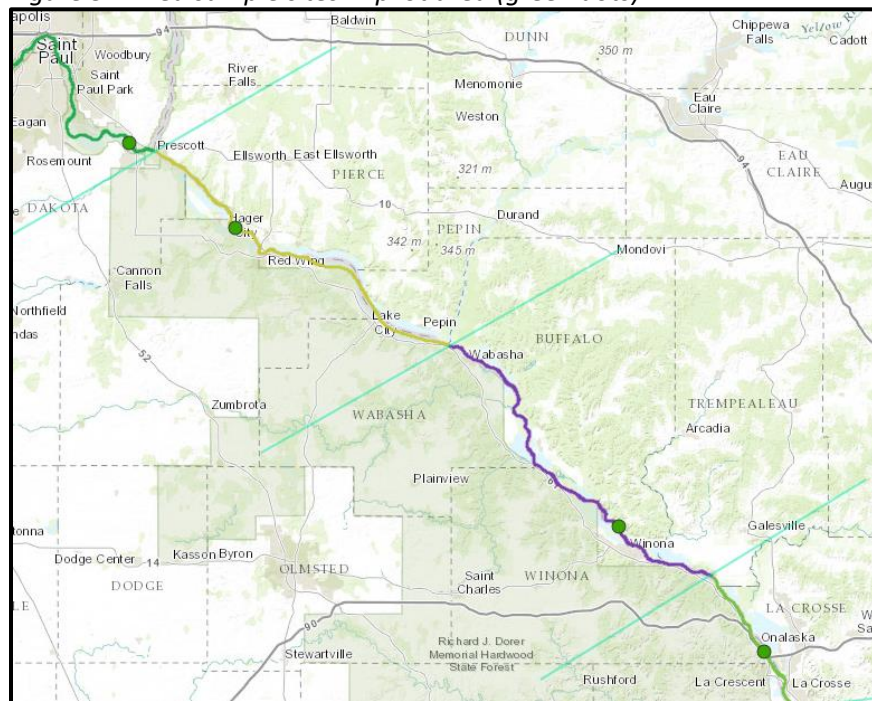 Baldwin
94
DUNN
350 m
Chippewa
Falls
Cadott
Saint
Paul
Woodbury
Saint
Paul Park
River
Falls
Menomonie
Weston
Eau
Claire
Eagan
Rosemount
Prescott
Ellsworth
East Ellsworth
PIERCE
321 m
94
EAU
CLAIRE
DAKOTA
10
Durand
PEPIN
Hager
City
342 m
345 m
Mondovi
Cannon
Falls
Red Wing
Northfield
Lake
City
Pepin
BUFFALO
52
Wabasha
Zumbrota
WABASHA
TREMPEALEAU
Arcadia
Plainview
61
Galesville
Winona
Dodge Center
14
Kasson
Byron
OLMSTED
DODGE
Saint
Charles
WINONA
LA CROSSE
90
Onalaska
Stewartville
Richard J. Dorer
Memorial Hardwood
State Forest
Rushford
La Crescent
La Crosse